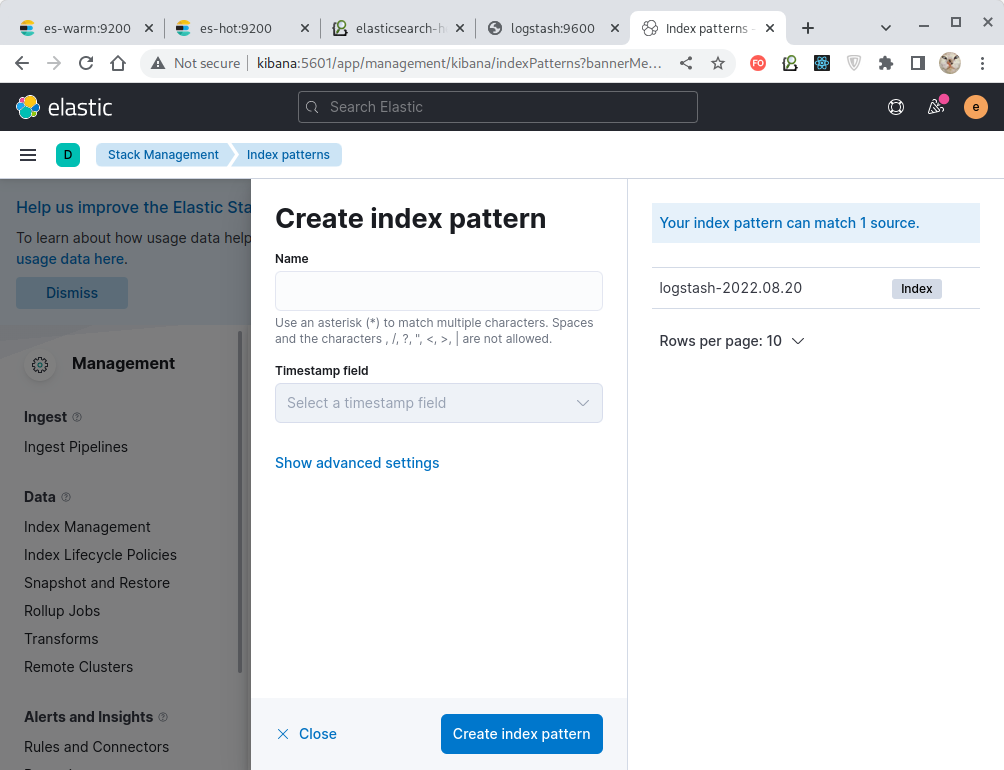 es-warm:9200
es-hot:9200
elasticsearch-h
logstash:9600
Index patterns -
Not secure
kibana:5601/app/management/kibana/indexPatterns?bannerMe...
FO
elastic
Search Elastic
e
D
Stack Management
Index patterns
Help us improve the Elastic Sta
To learn about how usage data help
usage data here.
Dismiss
Management
Ingest
Ingest Pipelines
Data
Index Management
Index Lifecycle Policies
Snapshot and Restore
Rollup Jobs
Transforms
Remote Clusters
Alerts and Insights
Rules and Connectors
Create index pattern
Name
Use an asterisk (*) to match multiple characters. Spaces
and the characters , /, ?, ", <, >, | are not allowed.
Timestamp field
Select a timestamp field
Show advanced settings
Close
Create index pattern
Your index pattern can match 1 source.
logstash-2022.08.20
Index
Rows per page: 10